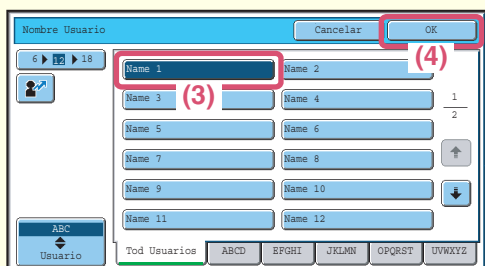 Nombre Usuario
Cancelar
OK
(4)
6 12 18
Name 1
Name 2
(3)
Name 3
Name 4
1
2
Name 5
Name 6
Name 7
Name 8
Name 9
Name 10
Name 11
Name 12
ABC
Usuario
Tod Usuarios
ABCD
EFGHI
JKLMN
OPQRST
UVWXYZ